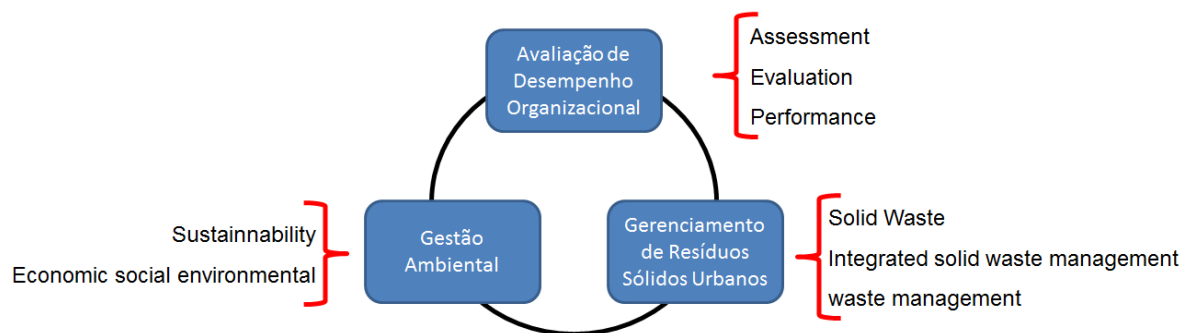 Avaliação de
Desempenho
Organizacional
Assessment
Evaluation
Performance
Sustainnability
Economic social environmental
Gestão
Ambiental
Gerenciamento
de Resíduos
Sólidos Urbanos
Solid Waste
Integrated solid waste management
waste management